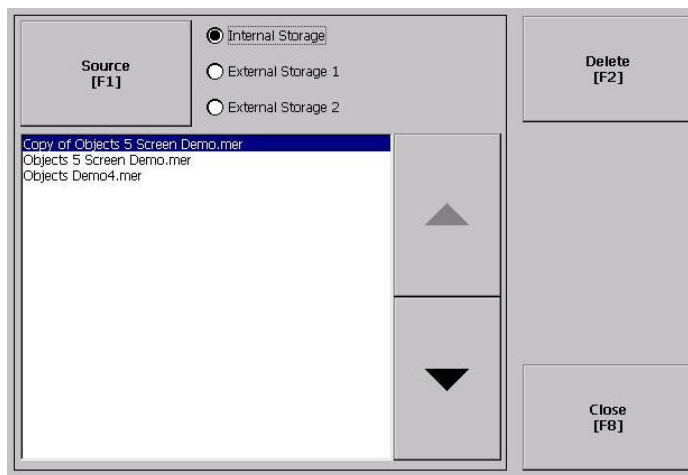 Source
[F1]
Internal Storage
External Storage 1
External Storage 2
Delete
[F2]
Copy of Objects 5 Screen Demo.mer
Objects 5 Screen Demo.mer
Objects Demo4.mer
Close
[F8]